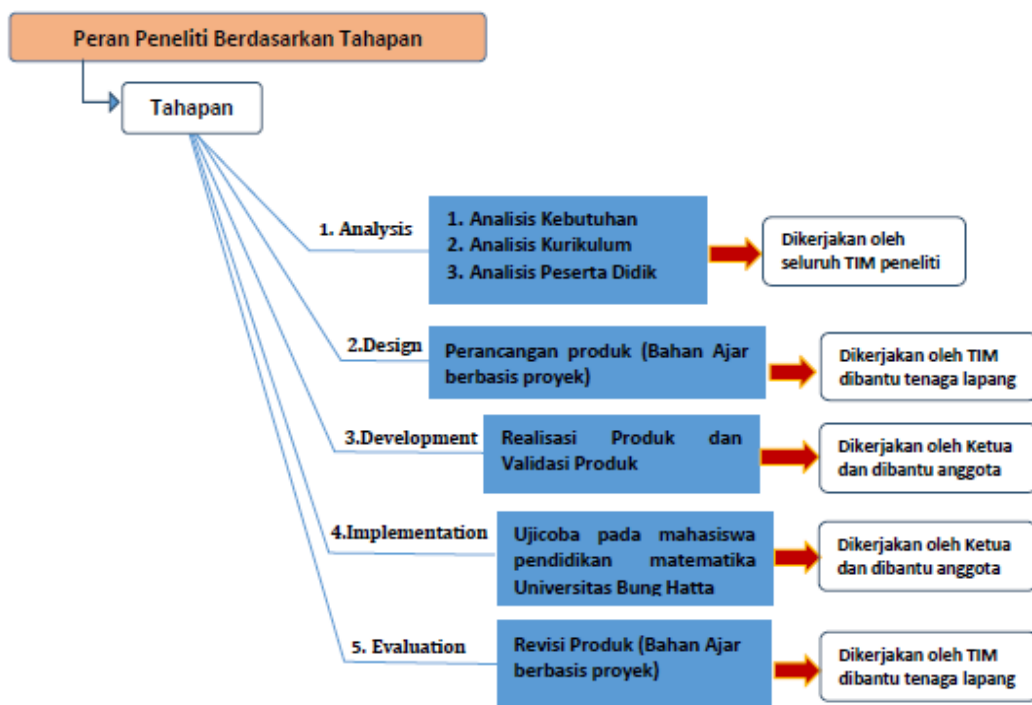 Peran Peneliti Berdasarkan Tahapan
Tahapan
1. Analysis
1. Analisis Kebutuhan
2. Analisis Kurikulum
3. Analisis Peserta Didik
Dikerjakan oleh
seluruh TIM peneliti
2.Design
Perancangan produk (Bahan Ajar
berbasis proyek)
Dikerjakan oleh TIM
dibantu tenaga lapang
3.Development
Realisasi Produk dan
Validasi Produk
Dikerjakan oleh Ketua
dan dibantu anggota
4.Implementation
Ujicoba pada mahasiswa
pendidikan matematika
Universitas Bung Hatta
Dikerjakan oleh Ketua
dan dibantu anggota
5. Evaluation
Revisi Produk (Bahan Ajar
berbasis proyek)
Dikerjakan oleh TIM
dibantu tenaga lapang